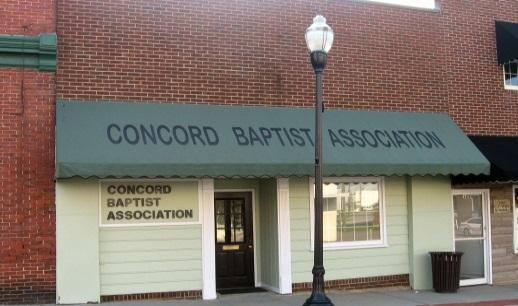 CONCORD BAPTIST ASSOCIATION
CONCORD
BAPTIST
ASSOCIATION